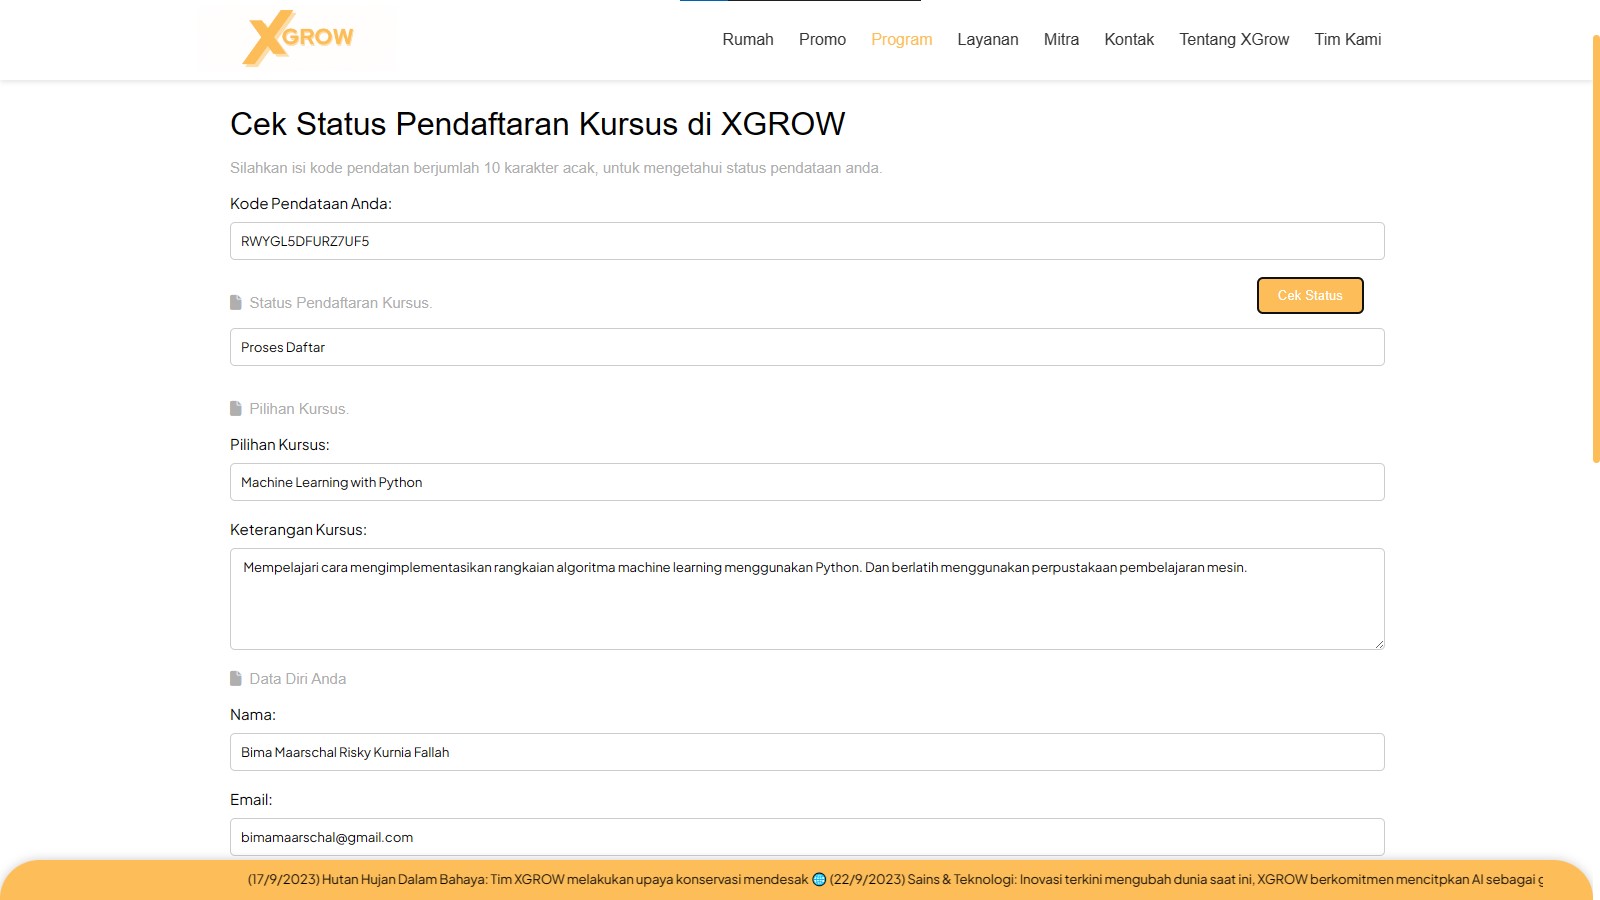 XGROW
Rumah Promo Program Layanan Mitra Kontak Tentang XGrow Tim Kami
Cek Status Pendaftaran Kursus di XGROW
Silahkan isi kode pendatan berjumlah 10 karakter acak, untuk mengetahui status pendataan anda.
Kode Pendataan Anda:
RWYGL5DFURZ7UF5
Cek Status
Status Pendaftaran Kursus.
Proses Daftar
Pilihan Kursus.
Pilihan Kursus:
Machine Learning with Python
Keterangan Kursus:
Mempelajari cara mengimplementasikan rangkaian algoritma machine learning menggunakan Python. Dan berlatih menggunakan perpustakaan pembelajaran mesin.
Data Diri Anda
Nama:
Bima Maarschal Risky Kurnia Fallah
Email:
bimamaarschal@gmail.com
(17/9/2023) Hutan Hujan Dalam Bahaya: Tim XGROW melakukan upaya konservasi mendesak 🌐 (22/9/2023) Sains & Teknologi: Inovasi terkini mengubah dunia saat ini, XGROW berkomitmen mencitpkan AI sebagai